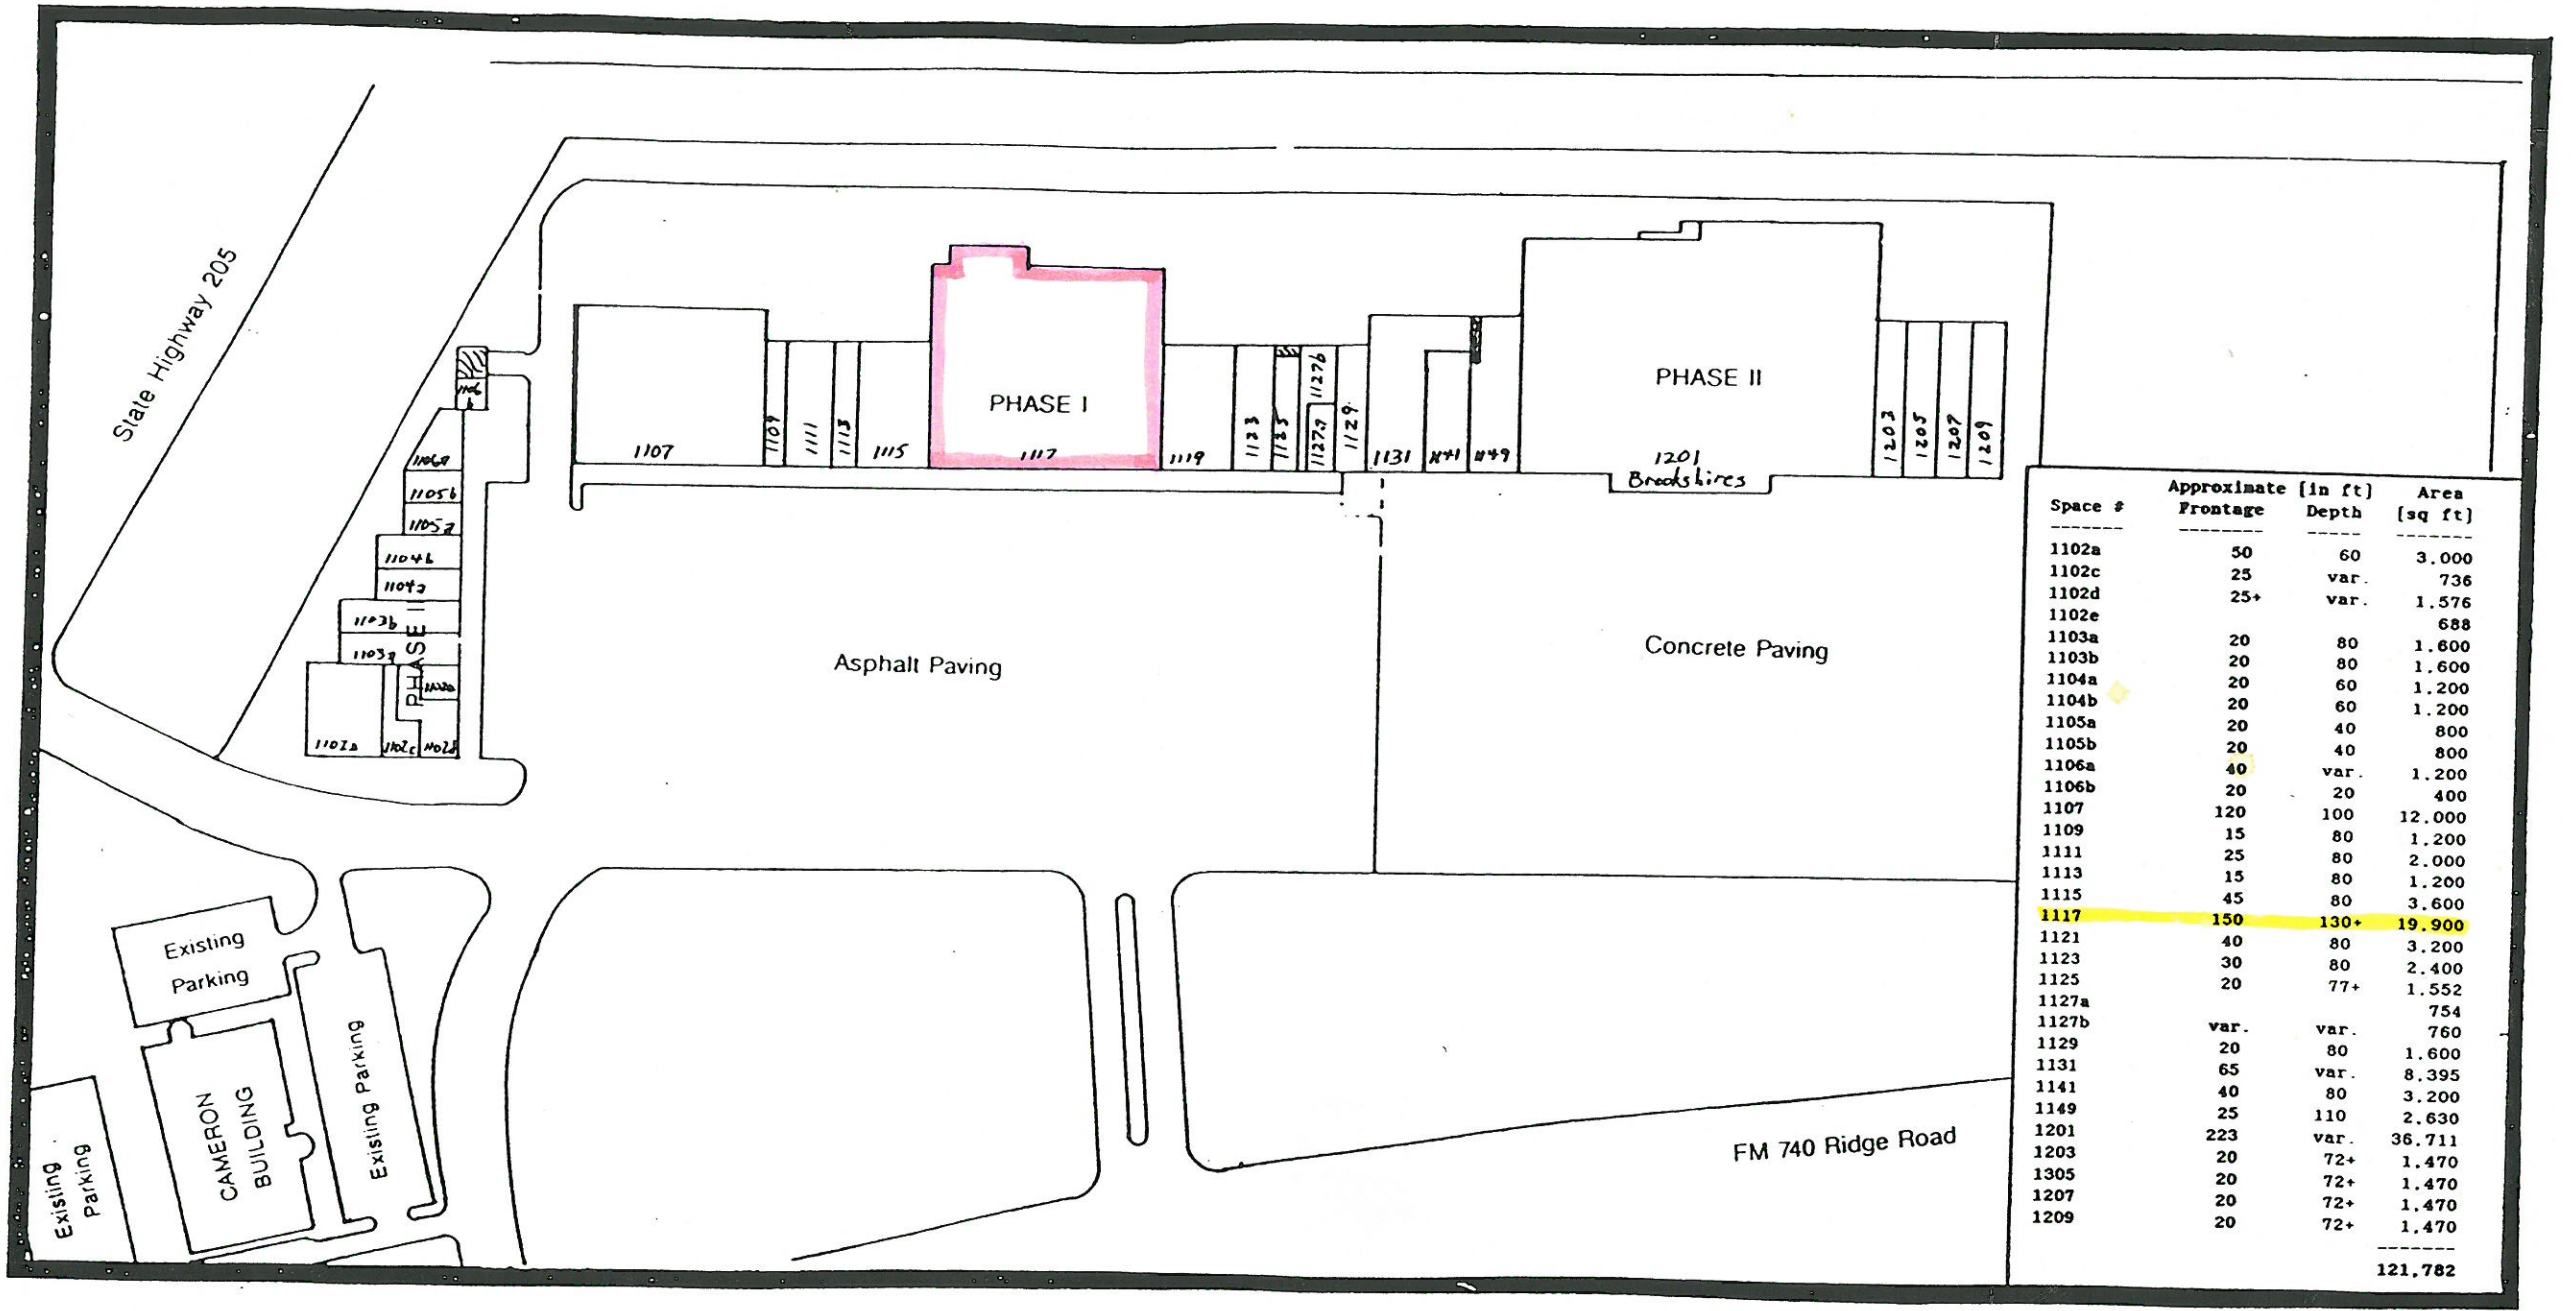 State Highway 205
PHASE I
PHASE II
1107
1109
1111
1113
1115
1117
1119
1123
1125
1127a
1127b
1129
1131
1141
1149
1201
Brookshires
1203
1205
1207
1209
1106
b
1106a
1105b
1105a
1104b
1104a
1103b
1103a
PHASE II
1102a
1102c
1102d
Asphalt Paving
Concrete Paving
Existing
Parking
CAMERON
BUILDING
Existing Parking
Existing
Parking
FM 740 Ridge Road
Approximate [in ft] Area
Space # Frontage Depth [sq ft]
------- -------- ----- -------
1102a 50 60 3.000
1102c 25 var. 736
1102d 25+ var. 1.576
1102e 688
1103a 20 80 1.600
1103b 20 80 1.600
1104a 20 60 1.200
1104b 20 60 1.200
1105a 20 40 800
1105b 20 40 800
1106a 40 var. 1.200
1106b 20 20 400
1107 120 100 12.000
1109 15 80 1.200
1111 25 80 2.000
1113 15 80 1.200
1115 45 80 3.600
1117 150 130+ 19.900
1121 40 80 3.200
1123 30 80 2.400
1125 20 77+ 1.552
1127a 754
1127b var. var. 760
1129 20 80 1.600
1131 65 var. 8.395
1141 40 80 3.200
1149 25 110 2.630
1201 223 var. 36.711
1203 20 72+ 1.470
1305 20 72+ 1.470
1207 20 72+ 1.470
1209 20 72+ 1.470
-------
121,782